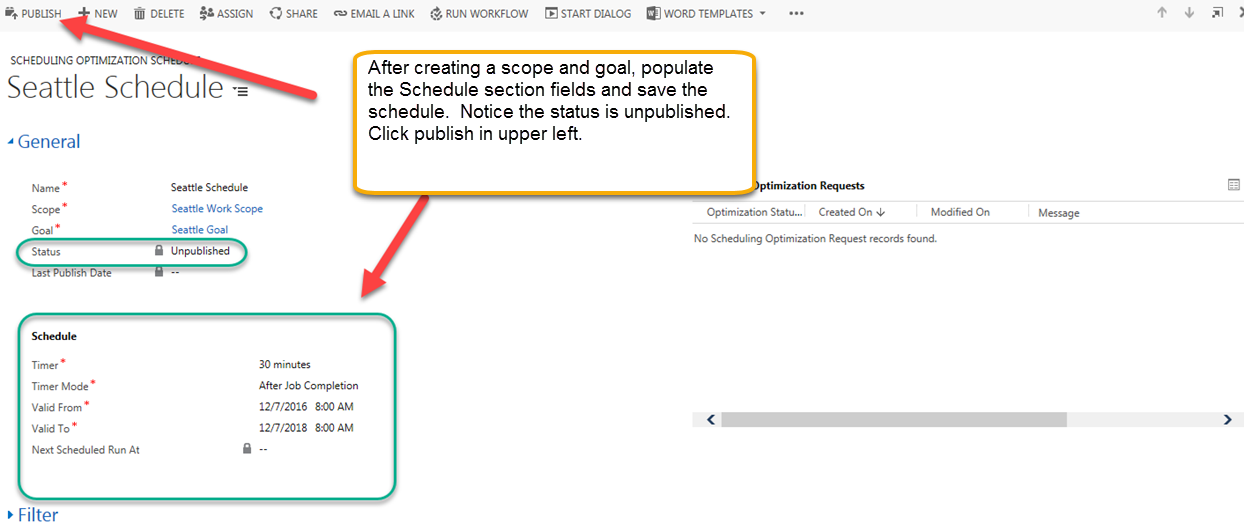 PUBLISH NEW DELETE ASSIGN SHARE EMAIL A LINK RUN WORKFLOW START DIALOG WORD TEMPLATES
SCHEDULING OPTIMIZATION
Seattle Schedule
After creating a scope and goal, populate
the Schedule section fields and save the
schedule. Notice the status is unpublished.
Click publish in upper left.
General
Name* Seattle Schedule
Scope* Seattle Work Scope
Goal* Seattle Goal
Status Unpublished
Last Publish Date --
Schedule
Timer* 30 minutes
Timer Mode* After Job Completion
Valid From* 12/7/2016 8:00 AM
Valid To* 12/7/2018 8:00 AM
Next Scheduled Run At --
Filter
Optimization Requests
Optimization Statu... Created On ↓ Modified On Message
No Scheduling Optimization Request records found.